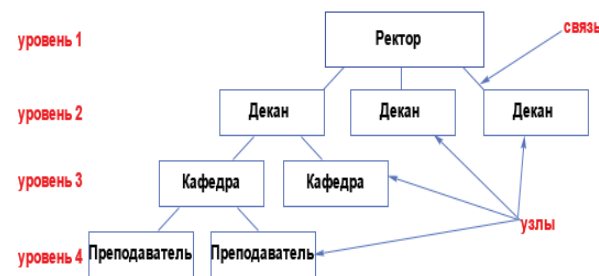 уровень 1
Ректор
связь
уровень 2
Декан
Декан
Декан
уровень 3
Кафедра
Кафедра
узлы
уровень 4
Преподаватель
Преподаватель